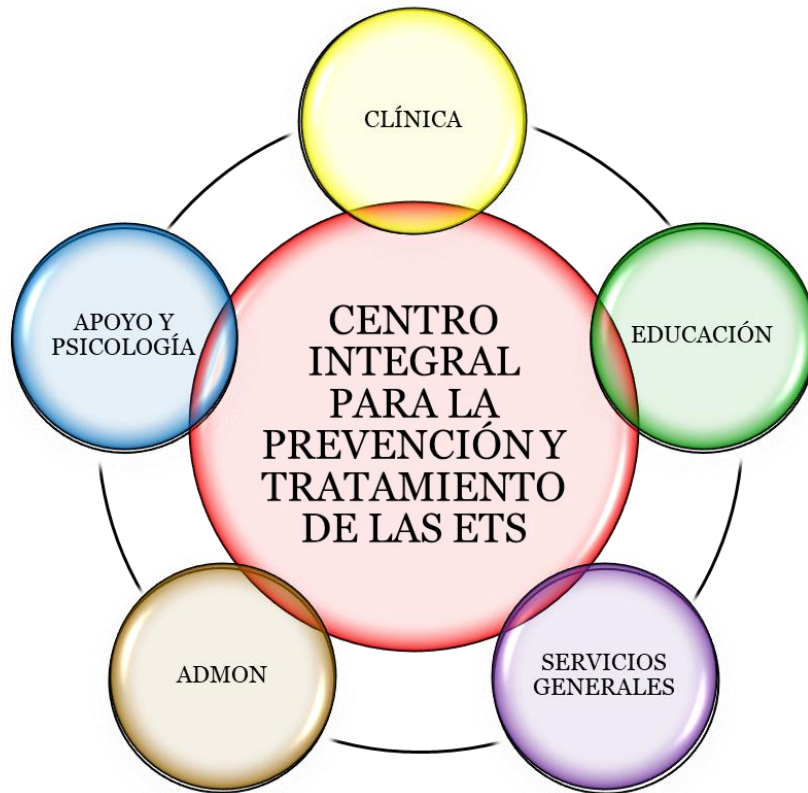 CLÍNICA
APOYO Y
PSICOLOGÍA
EDUCACIÓN
CENTRO
INTEGRAL
PARA LA
PREVENCIÓN Y
TRATAMIENTO
DE LAS ETS
ADMON
SERVICIOS
GENERALES